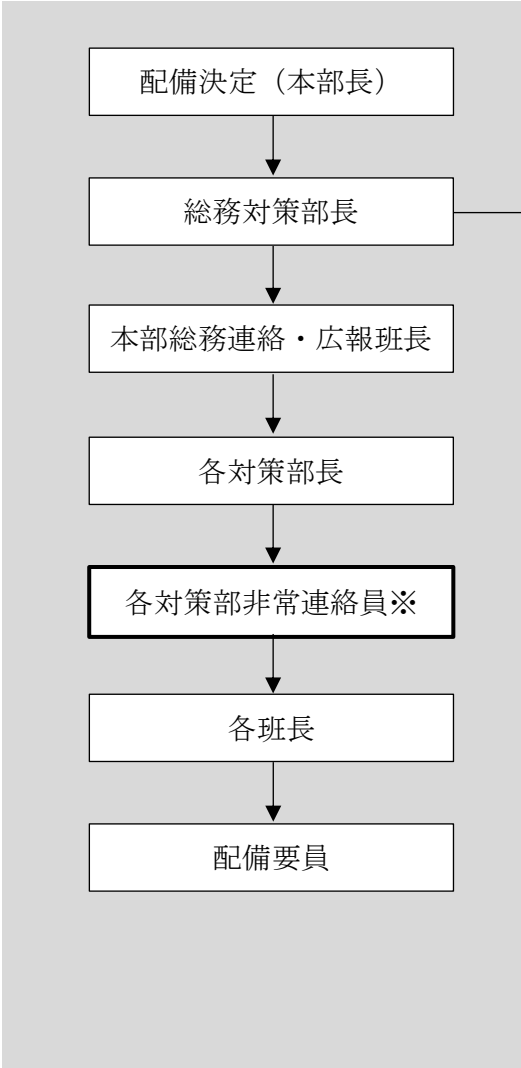 配備決定（本部長）
総務対策部長
本部総務連絡・広報班長
各対策部長
各対策部非常連絡員※
各班長
配備要員